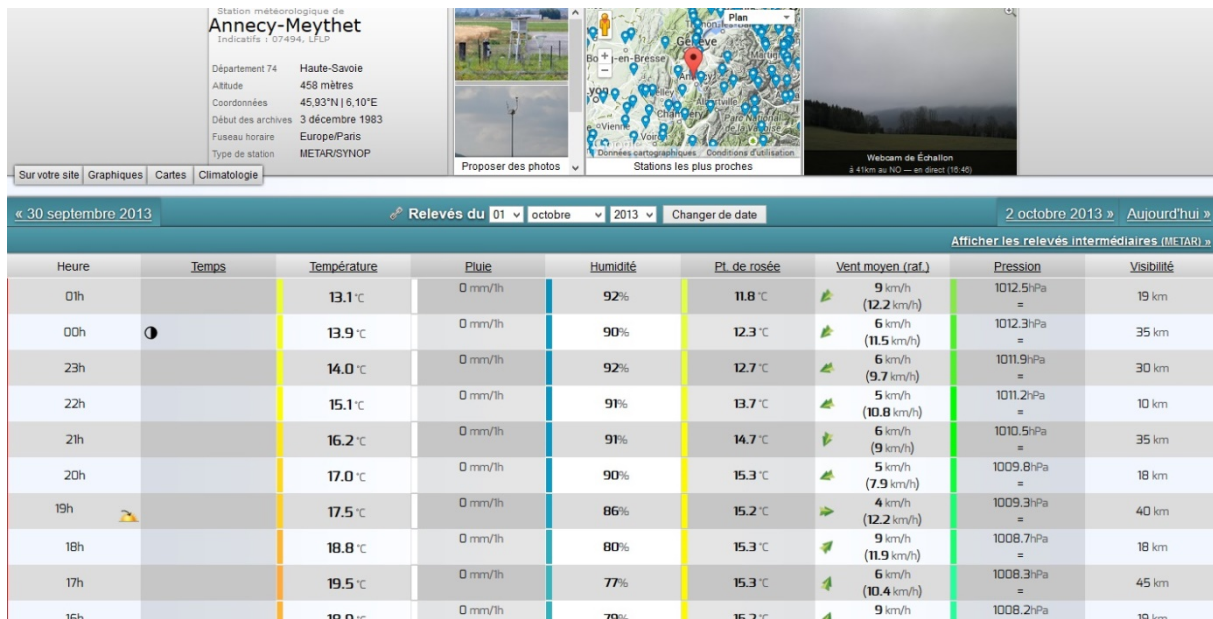 Station météorologique de
Annecy-Meythet
Indicatifs : 07494, LFLP
Département 74 Haute-Savoie
Altitude 458 mètres
Coordonnées 45,93°N | 6,10°E
Début des archives 3 décembre 1983
Fuseau horaire Europe/Paris
Type de station METAR/SYNOP
Proposer des photos
Plan
Genève
Annecy
Albertville
Chambéry
Parc National
de la Vanoise
Données cartographiques Conditions d'utilisation
Stations les plus proches
Webcam de Échallon
à 41km au NO — en direct (16:46)
Sur votre site Graphiques Cartes Climatologie
« 30 septembre 2013 Relevés du 01 octobre 2013 Changer de date 2 octobre 2013 » Aujourd'hui »
Afficher les relevés intermédiaires (METAR) »
Heure Temps Température Pluie Humidité Pt. de rosée Vent moyen (raf.) Pression Visibilité
01h 13.1 °C 0 mm/1h 92% 11.8 °C 9 km/h (12.2 km/h) 1012.5hPa = 19 km
00h 13.9 °C 0 mm/1h 90% 12.3 °C 6 km/h (11.5 km/h) 1012.3hPa = 35 km
23h 14.0 °C 0 mm/1h 92% 12.7 °C 6 km/h (9.7 km/h) 1011.9hPa = 30 km
22h 15.1 °C 0 mm/1h 91% 13.7 °C 5 km/h (10.8 km/h) 1011.2hPa = 10 km
21h 16.2 °C 0 mm/1h 91% 14.7 °C 6 km/h (9 km/h) 1010.5hPa = 35 km
20h 17.0 °C 0 mm/1h 90% 15.3 °C 5 km/h (7.9 km/h) 1009.8hPa = 18 km
19h 17.5 °C 0 mm/1h 86% 15.2 °C 4 km/h (12.2 km/h) 1009.3hPa = 40 km
18h 18.8 °C 0 mm/1h 80% 15.3 °C 9 km/h (11.9 km/h) 1008.7hPa = 18 km
17h 19.5 °C 0 mm/1h 77% 15.3 °C 6 km/h (10.4 km/h) 1008.3hPa = 45 km
16h 0 mm/1h 79% 9 km/h 1008.2hPa 19 km